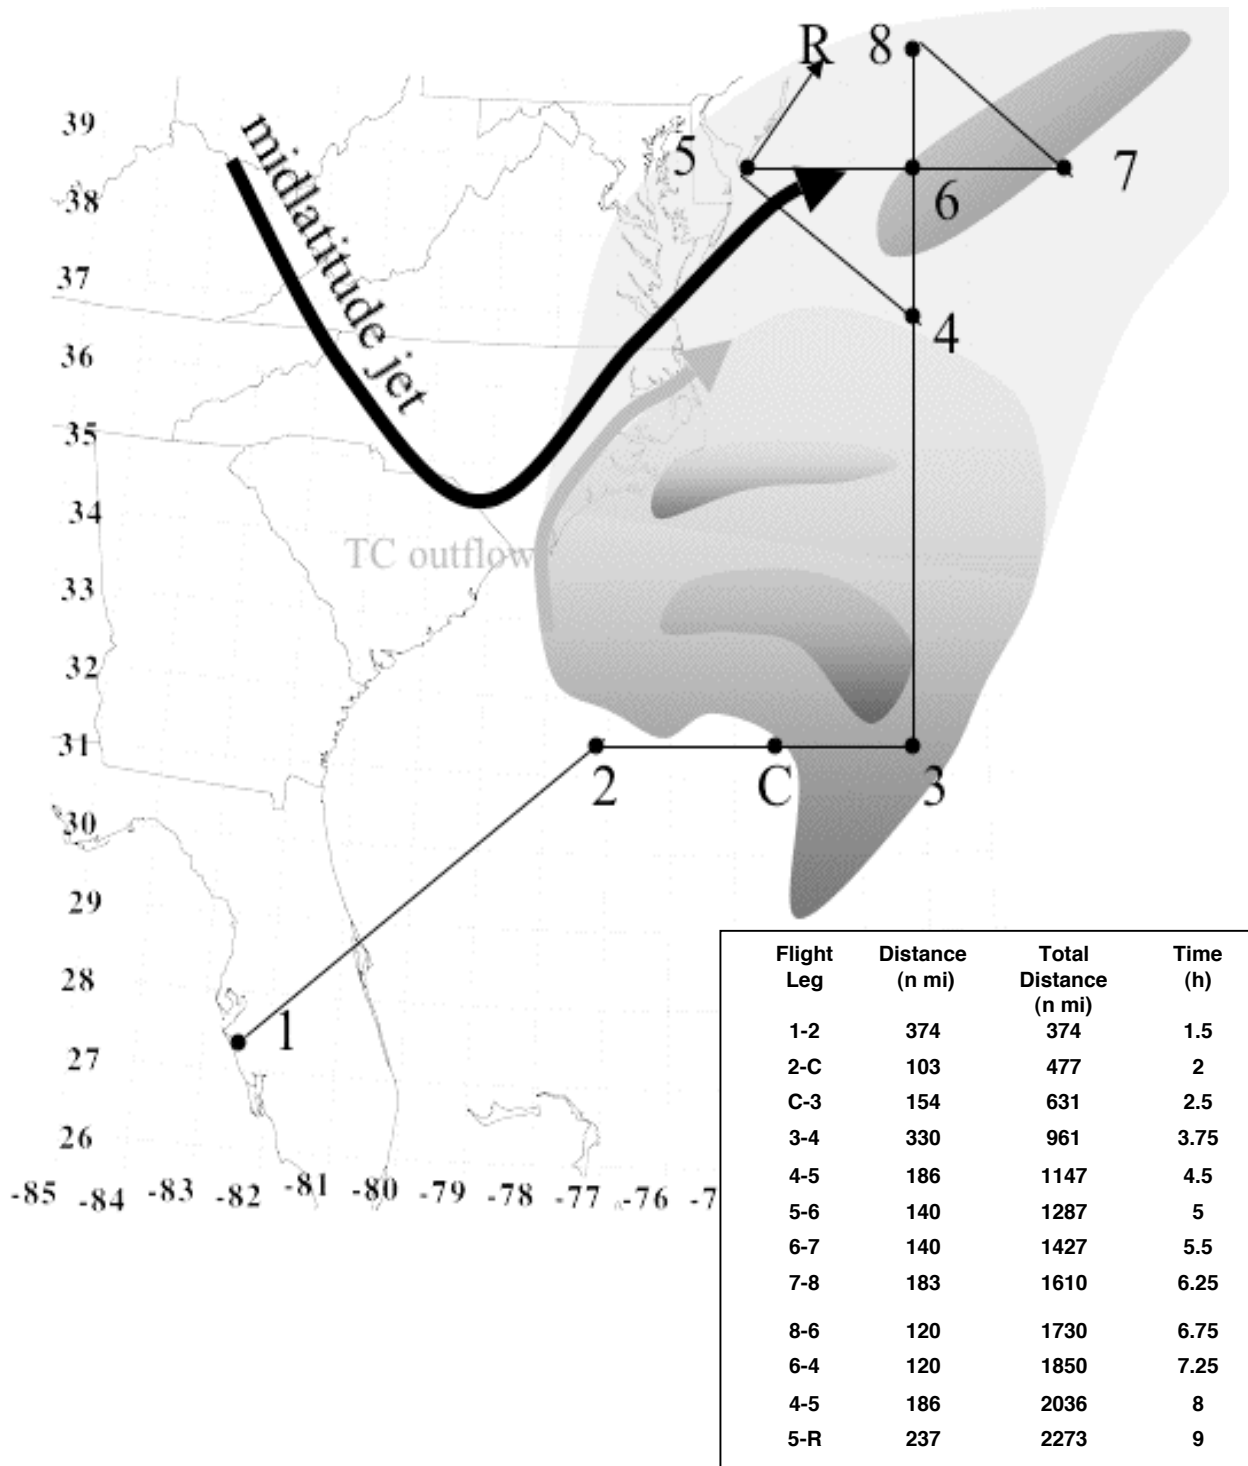 R
8
39
midlatitude jet
5
7
38
6
37
4
36
35
34
TC outflow
33
32
31
2
C
3
30
29
28
1
27
26
-85 -84 -83 -82 -81 -80 -79 -78 -77 -76 -7
Flight Leg Distance (n mi) Total Distance (n mi) Time (h)
1-2 374 374 1.5
2-C 103 477 2
C-3 154 631 2.5
3-4 330 961 3.75
4-5 186 1147 4.5
5-6 140 1287 5
6-7 140 1427 5.5
7-8 183 1610 6.25
8-6 120 1730 6.75
6-4 120 1850 7.25
4-5 186 2036 8
5-R 237 2273 9